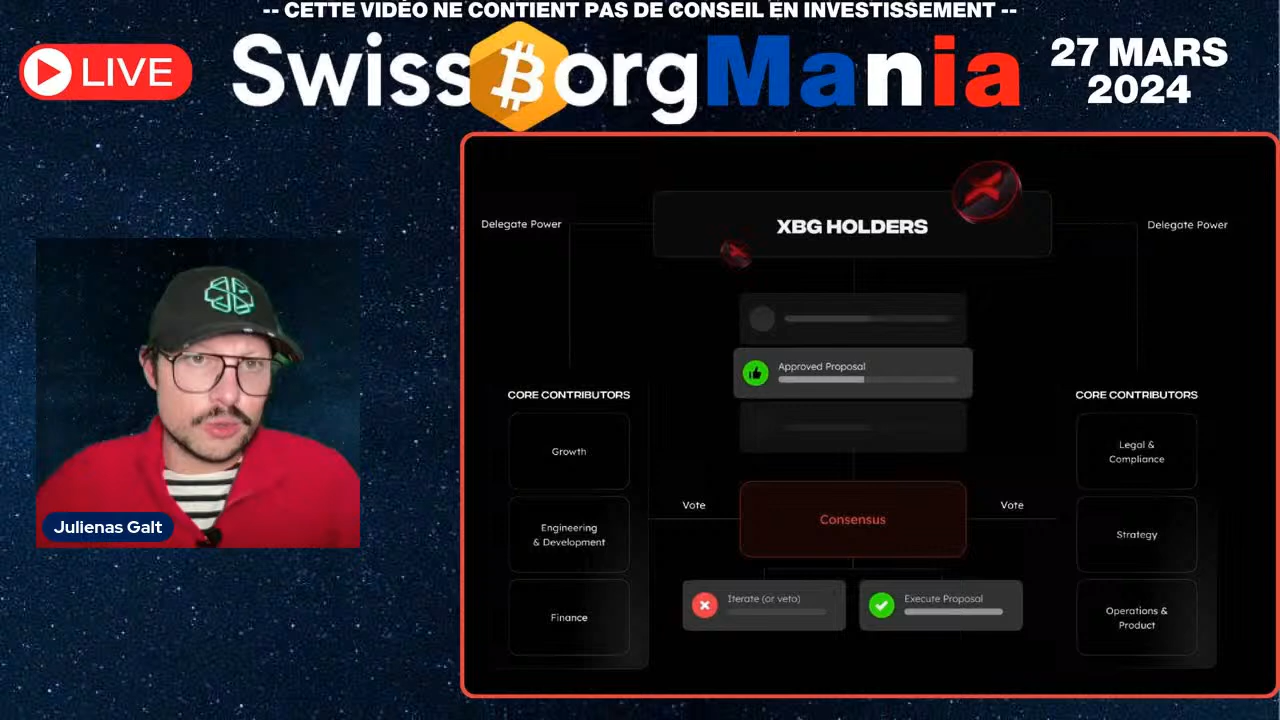 -- CETTE VIDÉO NE CONTIENT PAS DE CONSEIL EN INVESTISSEMENT --
LIVE
SwissBorgMania
27 MARS
2024
XBG HOLDERS
Delegate Power
Delegate Power
Approved Proposal
CORE CONTRIBUTORS
CORE CONTRIBUTORS
Growth
Legal &
Compliance
Vote
Vote
Consensus
Engineering
& Development
Strategy
Iterate (or veto)
Execute Proposal
Finance
Operations &
Product
Julienas Galt